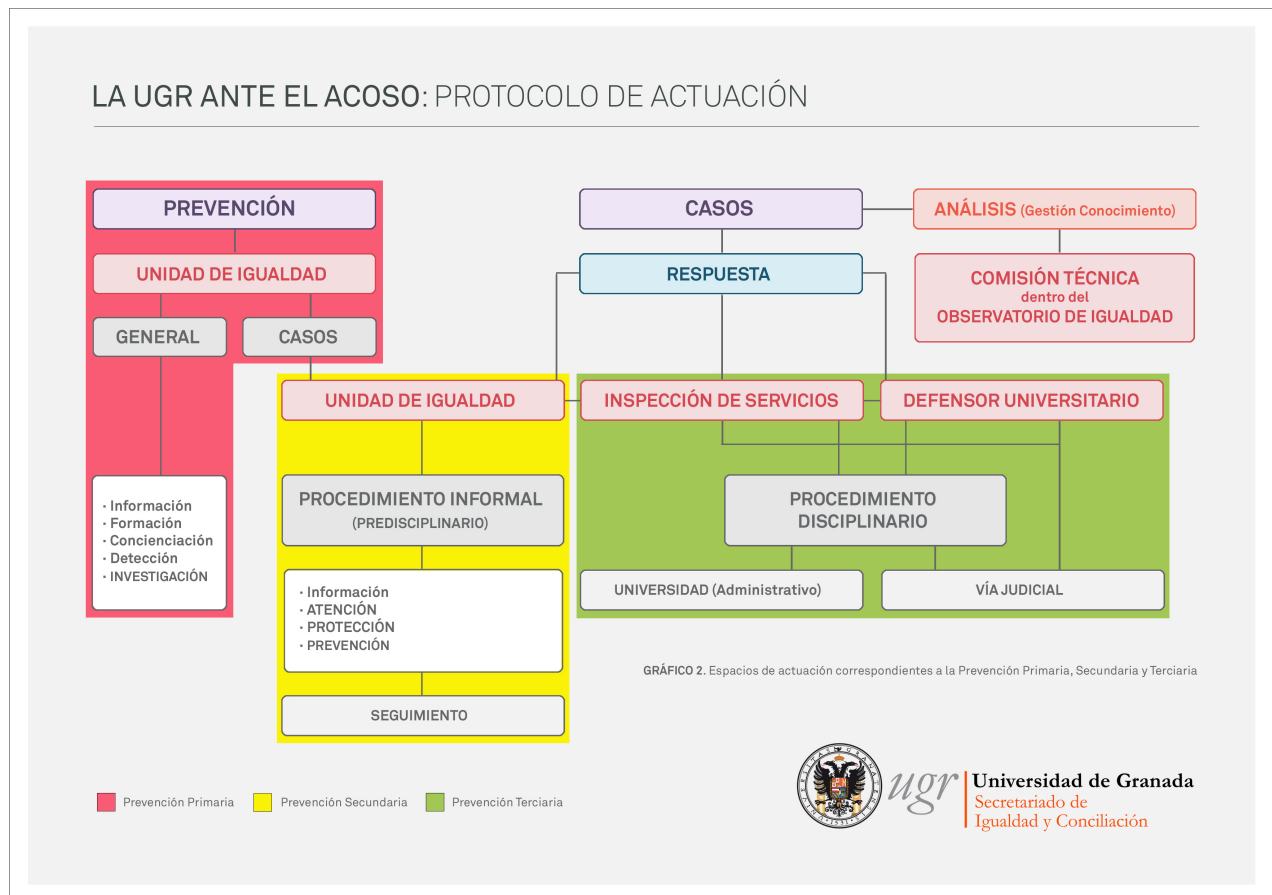 LA UGR ANTE EL ACOSO: PROTOCOLO DE ACTUACIÓN
PREVENCIÓN
UNIDAD DE IGUALDAD
GENERAL
CASOS
· Información
· Formación
· Concienciación
· Detección
· INVESTIGACIÓN
CASOS
ANÁLISIS (Gestión Conocimiento)
RESPUESTA
COMISIÓN TÉCNICA
dentro del
OBSERVATORIO DE IGUALDAD
UNIDAD DE IGUALDAD
INSPECCIÓN DE SERVICIOS
DEFENSOR UNIVERSITARIO
PROCEDIMIENTO INFORMAL
(PREDISCIPLINARIO)
· Información
· ATENCIÓN
· PROTECCIÓN
· PREVENCIÓN
SEGUIMIENTO
PROCEDIMIENTO
DISCIPLINARIO
UNIVERSIDAD (Administrativo)
VÍA JUDICIAL
GRÁFICO 2. Espacios de actuación correspondientes a la Prevención Primaria, Secundaria y Terciaria
Prevención Primaria
Prevención Secundaria
Prevención Terciaria
ugr
Universidad de Granada
Secretariado de
Igualdad y Conciliación